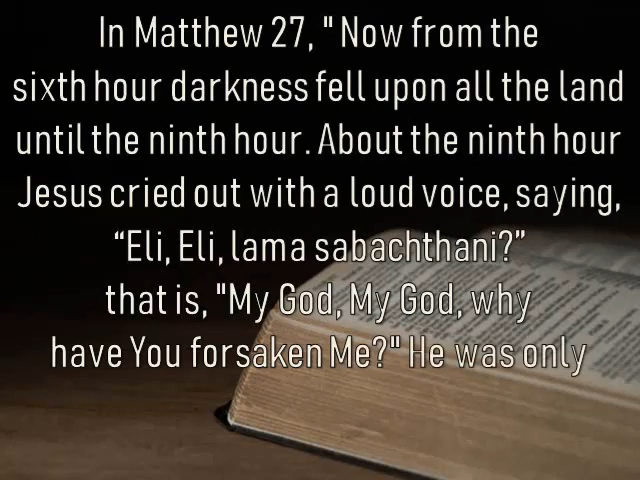 In Matthew 27, " Now from the
sixth hour darkness fell upon all the land
until the ninth hour. About the ninth hour
Jesus cried out with a loud voice, saying,
“Eli, Eli, lama sabachthani?”
that is, "My God, My God, why
have You forsaken Me?" He was only